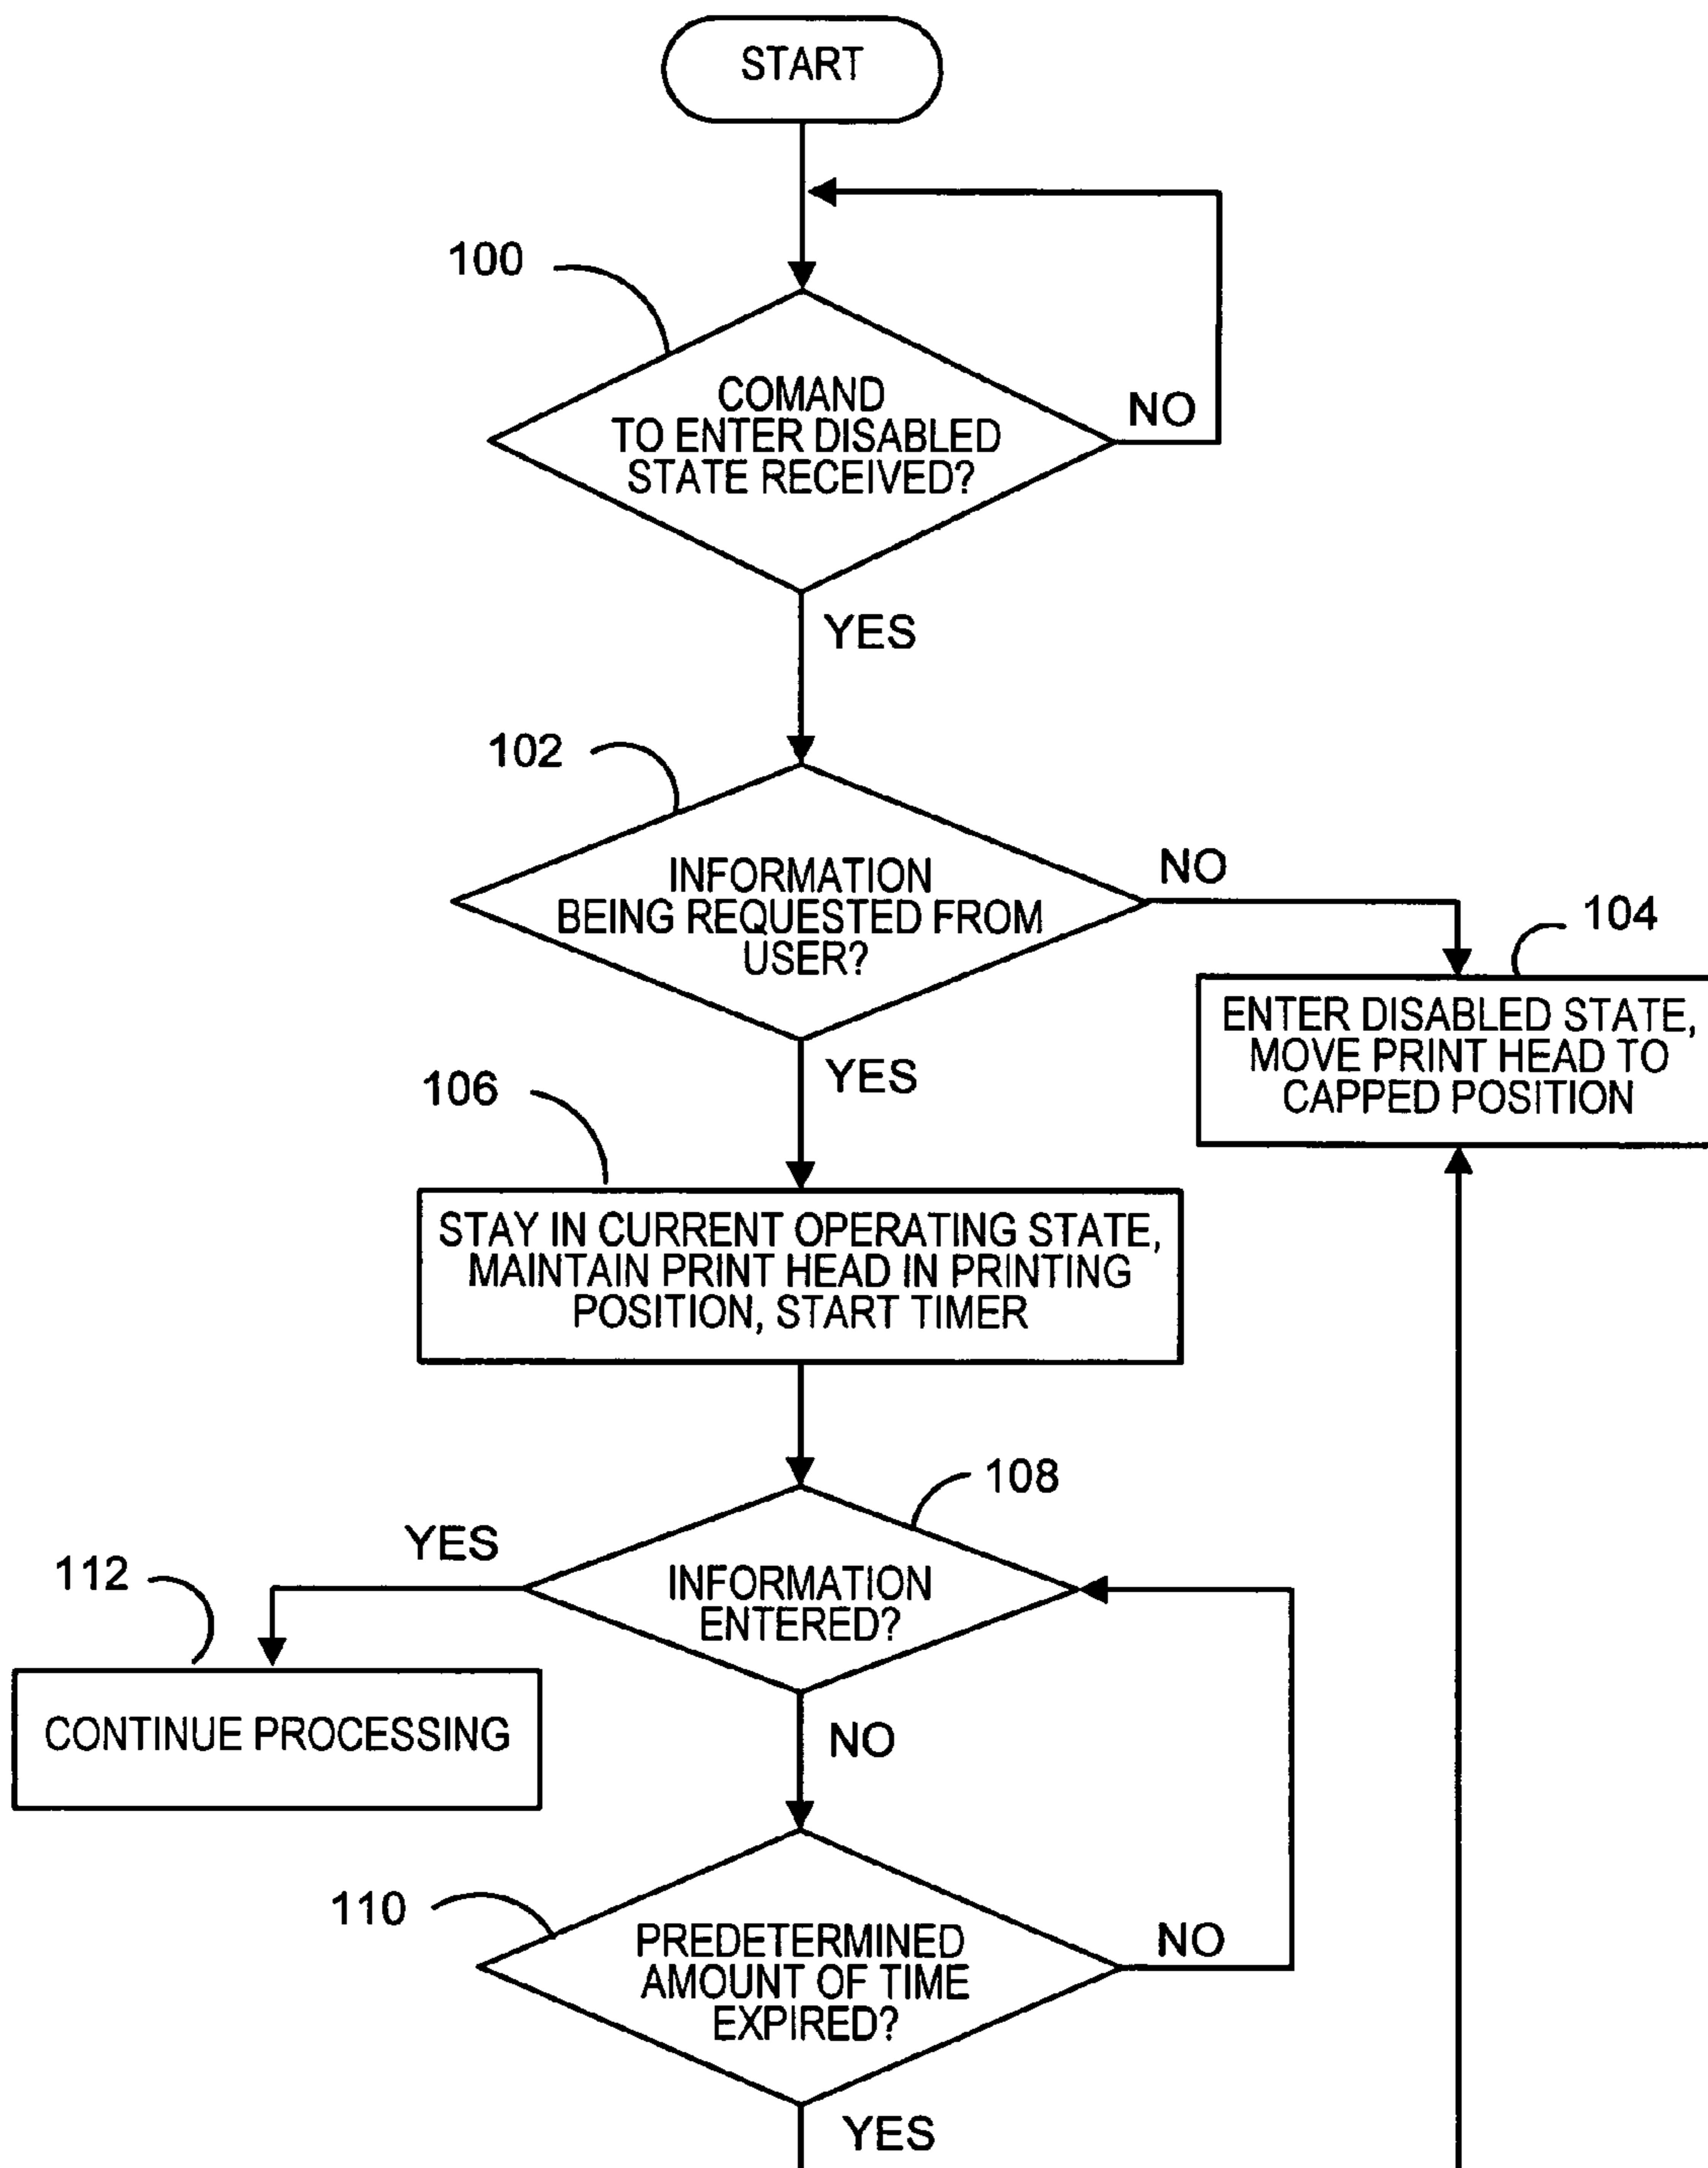 START
100
COMAND
TO ENTER DISABLED
STATE RECEIVED?
NO
YES
102
INFORMATION
BEING REQUESTED FROM
USER?
NO
104
ENTER DISABLED STATE,
MOVE PRINT HEAD TO
CAPPED POSITION
YES
106
STAY IN CURRENT OPERATING STATE,
MAINTAIN PRINT HEAD IN PRINTING
POSITION, START TIMER
108
YES
INFORMATION
ENTERED?
112
CONTINUE PROCESSING
NO
110
PREDETERMINED
AMOUNT OF TIME
EXPIRED?
NO
YES